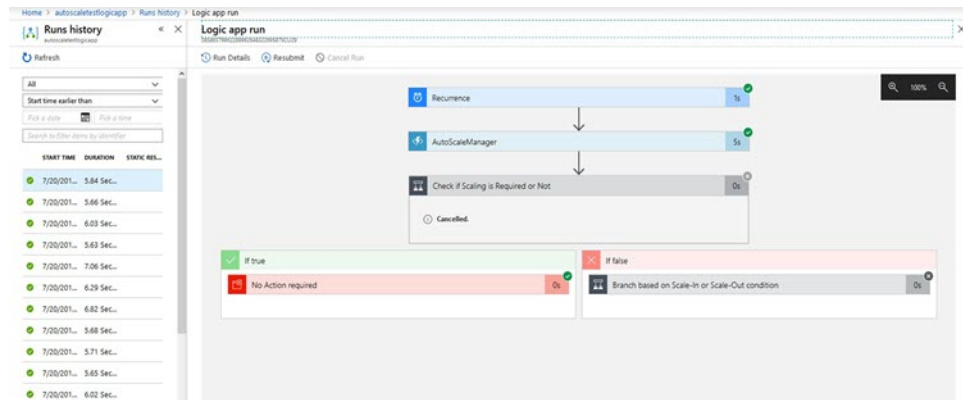 Home > autoscaletestlogicapp > Runs history > Logic app run
Runs history
autoscaletestlogicapp
Refresh
All
Start time earlier than
Pick a date
Pick a time
Search to filter items by identifier
START TIME DURATION STATIC RES...
7/20/201... 5.84 Sec...
7/20/201... 5.66 Sec...
7/20/201... 6.03 Sec...
7/20/201... 5.63 Sec...
7/20/201... 7.06 Sec...
7/20/201... 6.29 Sec...
7/20/201... 6.82 Sec...
7/20/201... 5.68 Sec...
7/20/201... 5.71 Sec...
7/20/201... 5.65 Sec...
7/20/201... 6.02 Sec...
Logic app run
Run Details Resubmit Cancel Run
100%
Recurrence 1s
AutoScaleManager 5s
Check if Scaling is Required or Not 0s
Cancelled.
If true
No Action required 0s
If false
Branch based on Scale-In or Scale-Out condition 0s